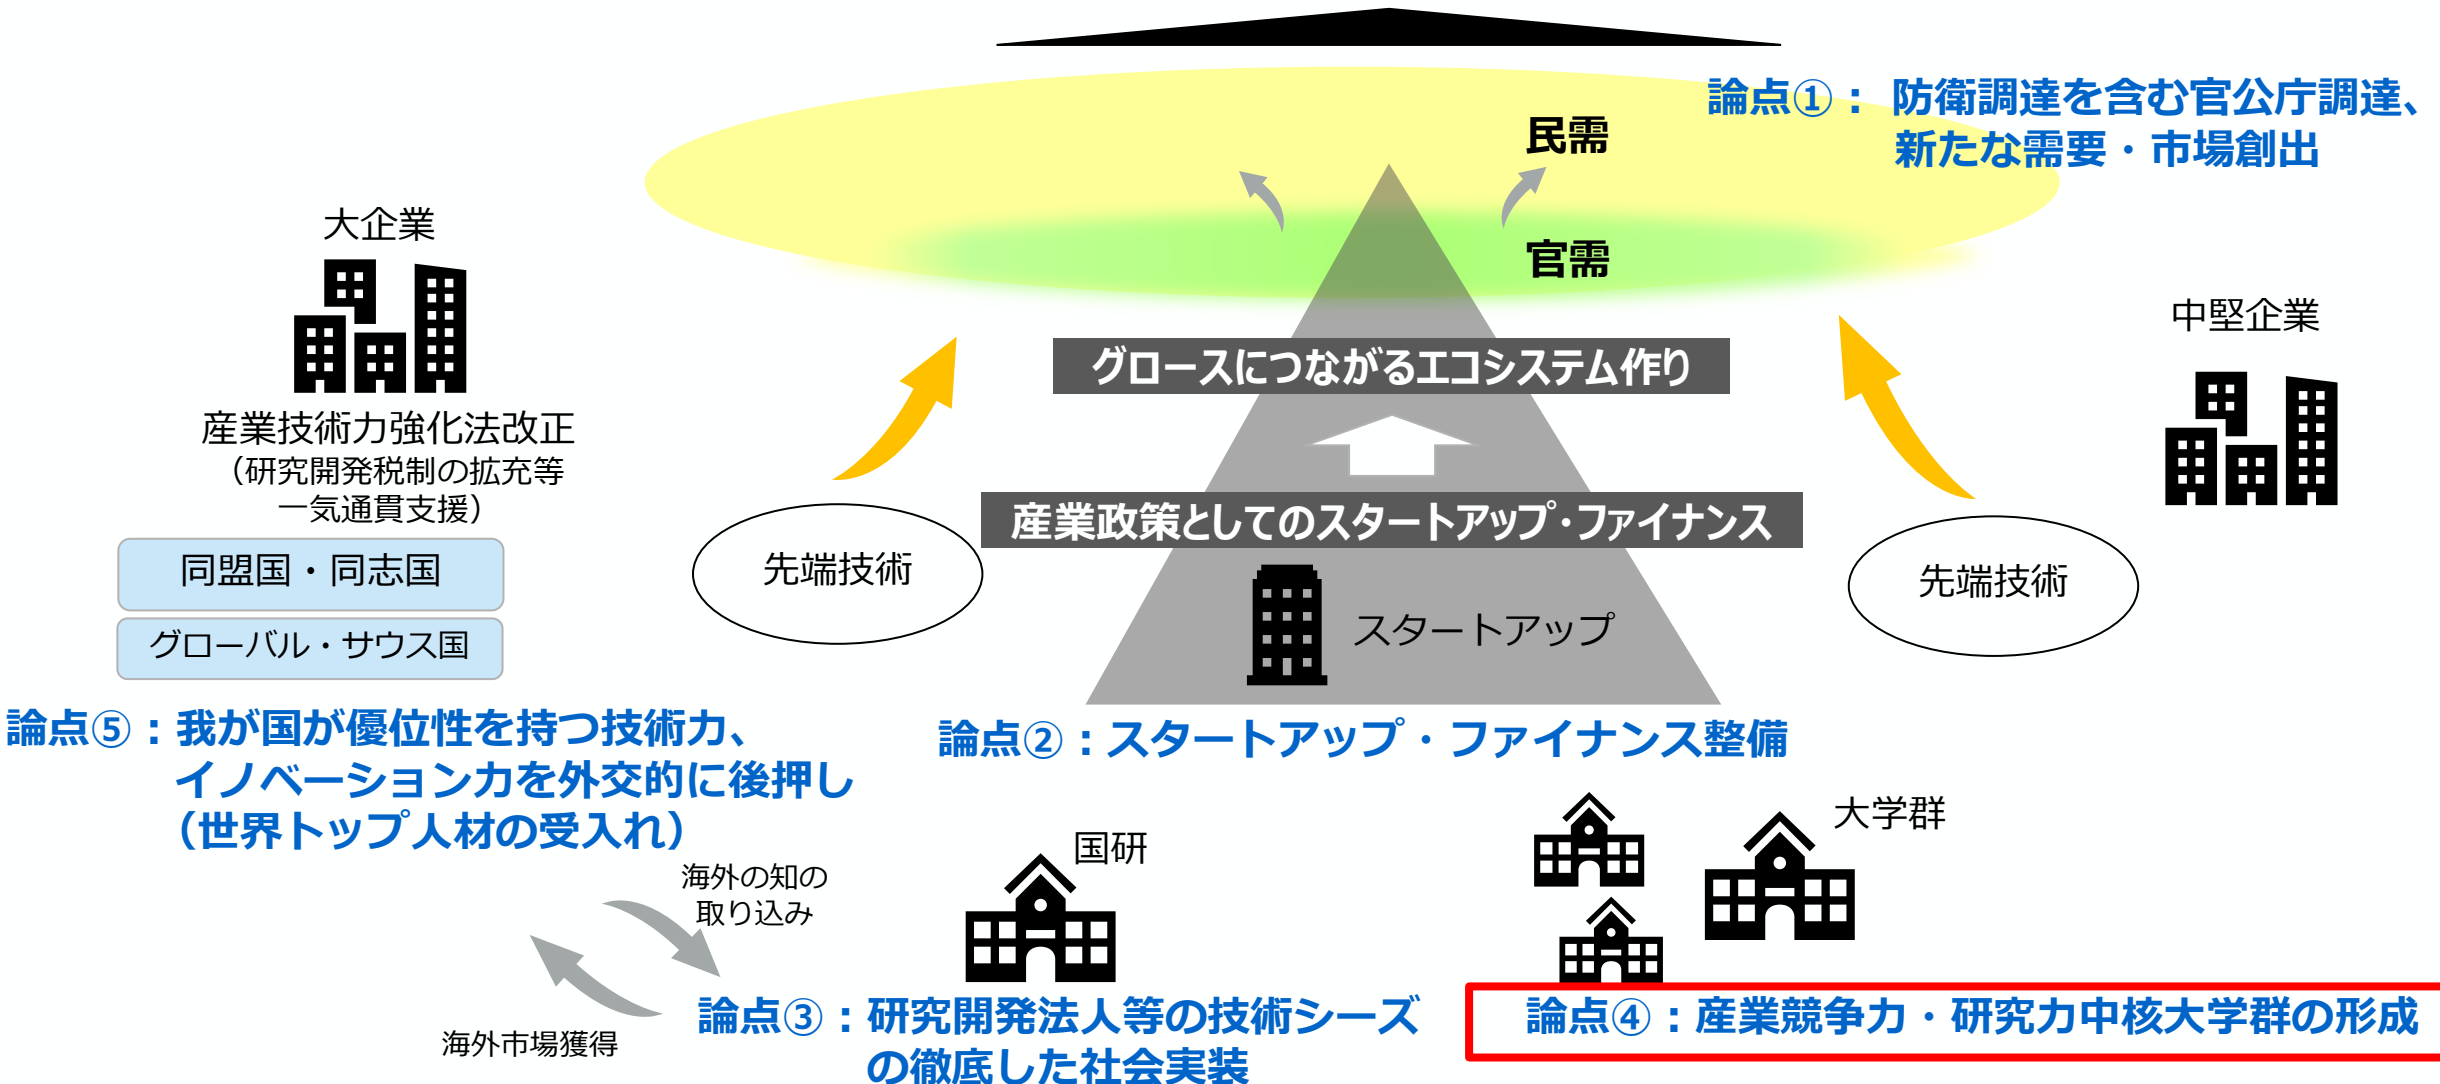 論点①： 防衛調達を含む官公庁調達、
新たな需要・市場創出
民需
官需
大企業
産業技術力強化法改正
（研究開発税制の拡充等
一気通貫支援）
同盟国・同志国
グローバル・サウス国
中堅企業
グロースにつながるエコシステム作り
産業政策としてのスタートアップ・ファイナンス
先端技術
スタートアップ
先端技術
論点⑤：我が国が優位性を持つ技術力、
イノベーション力を外交的に後押し
（世界トップ人材の受入れ）
論点②：スタートアップ・ファイナンス整備
海外の知の
取り込み
海外市場獲得
国研
大学群
論点③：研究開発法人等の技術シーズ
の徹底した社会実装
論点④：産業競争力・研究力中核大学群の形成